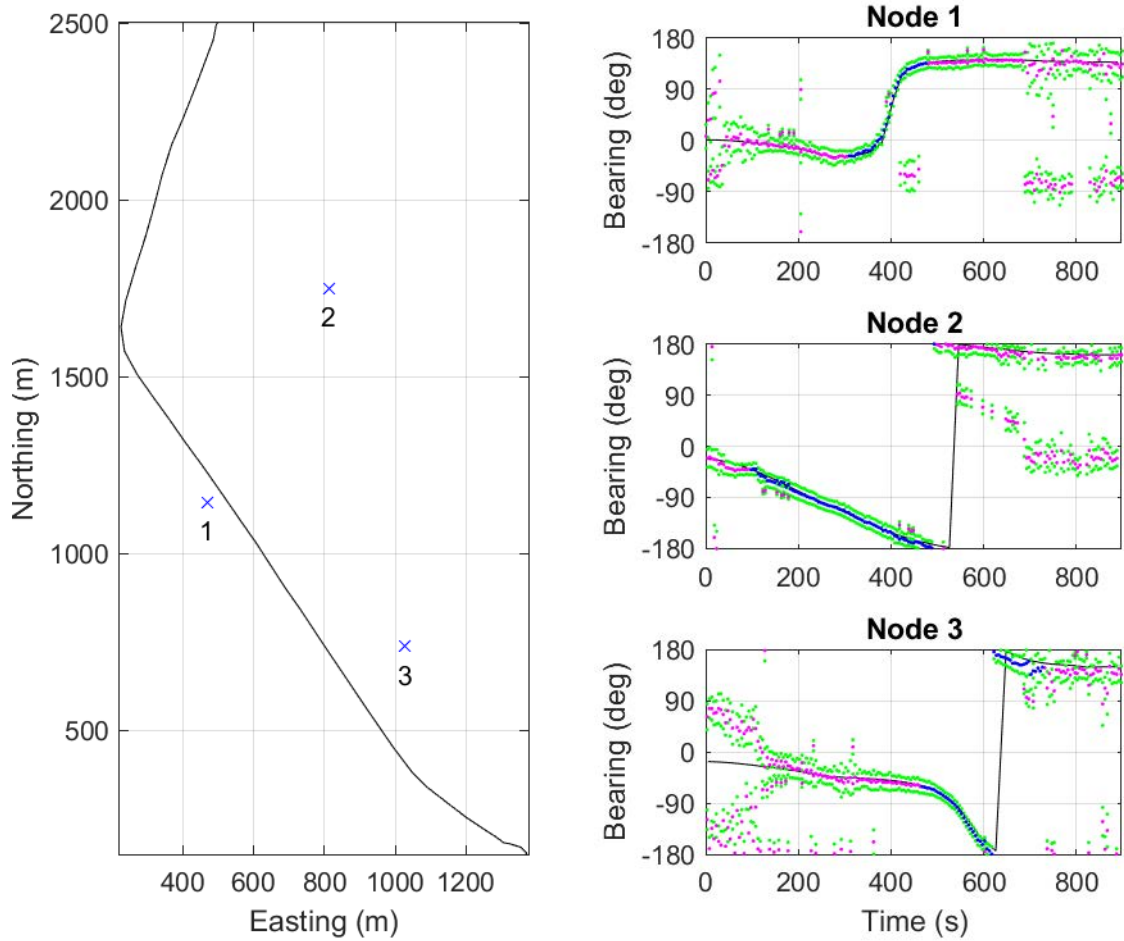 2500
2000
1500
1000
500
400 600 800 1000 1200
Northing (m)
Easting (m)
1
2
3
Node 1
180
90
0
-90
-180
0 200 400 600 800
Bearing (deg)
Node 2
180
90
0
-90
-180
0 200 400 600 800
Bearing (deg)
Node 3
180
90
0
-90
-180
0 200 400 600 800
Bearing (deg)
Time (s)